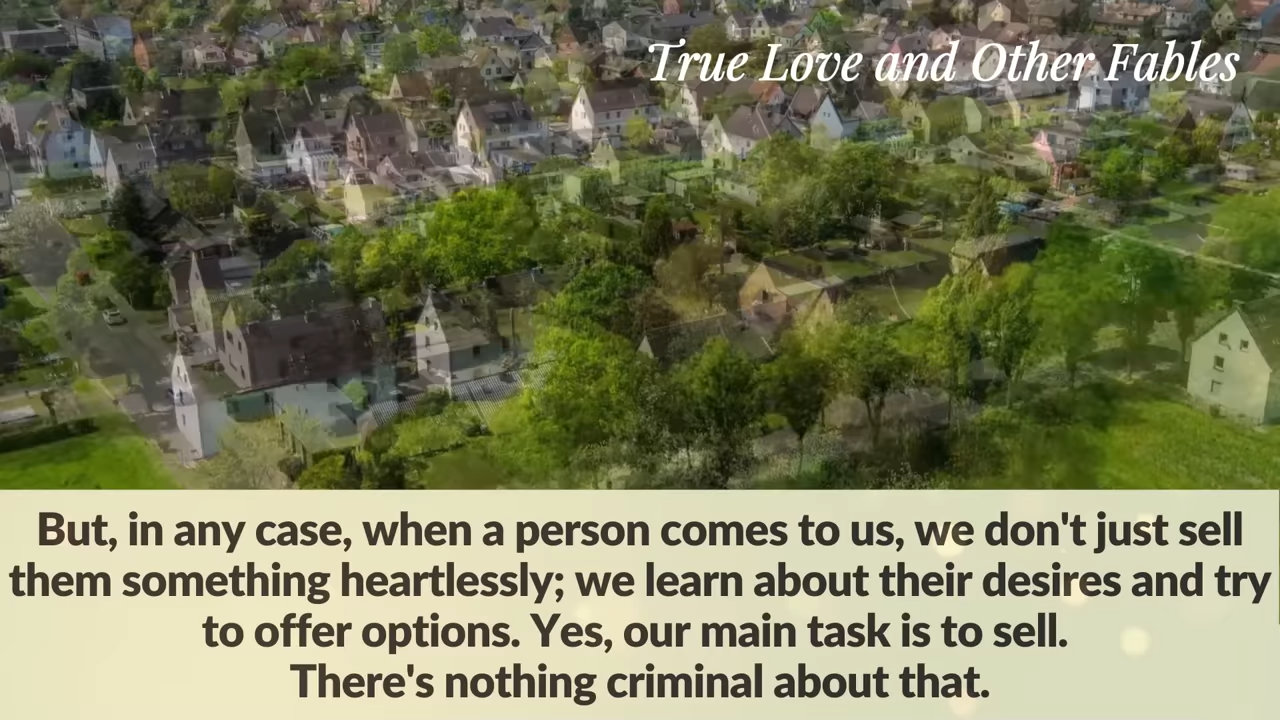 True Love and Other Fables
But, in any case, when a person comes to us, we don't just sell
them something heartlessly; we learn about their desires and try
to offer options. Yes, our main task is to sell.
There's nothing criminal about that.